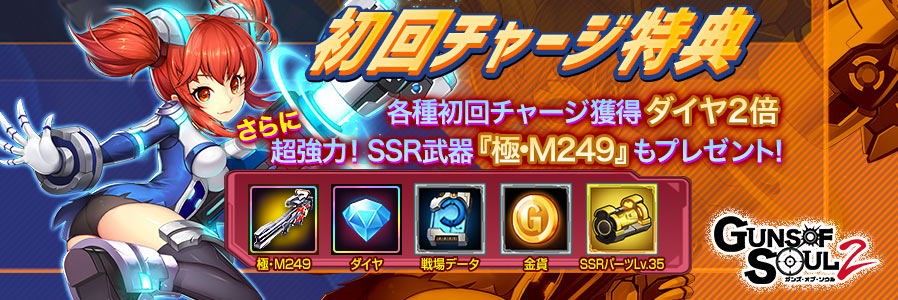 初回チャージ特典
各種初回チャージ獲得 ダイヤ2倍
さらに
超強力! SSR武器『極・M249』もプレゼント!
G
極・M249
ダイヤ
戦場データ
金貨
SSRパーツLv.35
GUNS OF
SOUL 2
ガンズ・オブ・ソウル